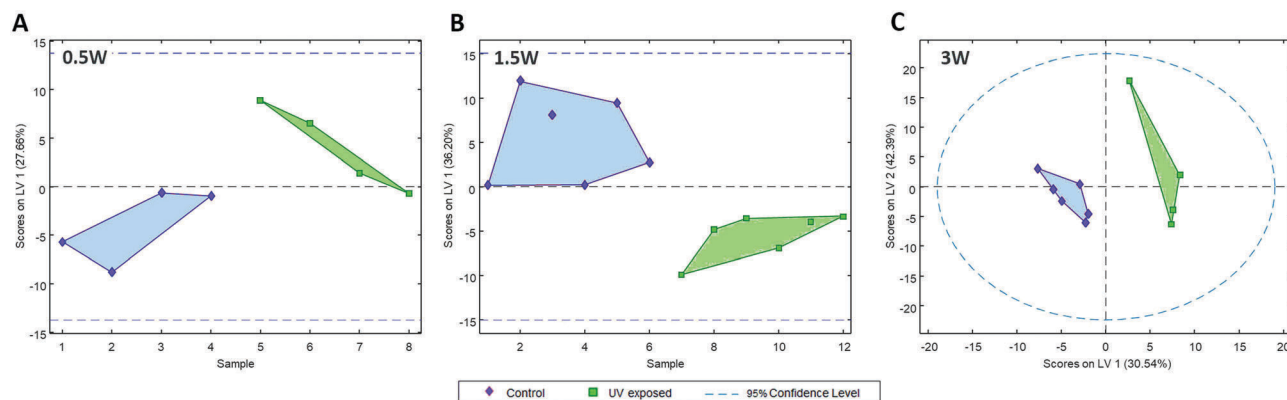 A
0.5W
Scores on LV 1 (27.66%)
15
10
5
0
-5
-10
-15
1 2 3 4 5 6 7 8
Sample
B
1.5W
Scores on LV 1 (36.20%)
15
10
5
0
-5
-10
-15
2 4 6 8 10 12
Sample
C
3W
Scores on LV 2 (42.39%)
20
15
10
5
0
-5
-10
-15
-20
-20 -15 -10 -5 0 5 10 15 20
Scores on LV 1 (30.54%)
Control UV exposed 95% Confidence Level